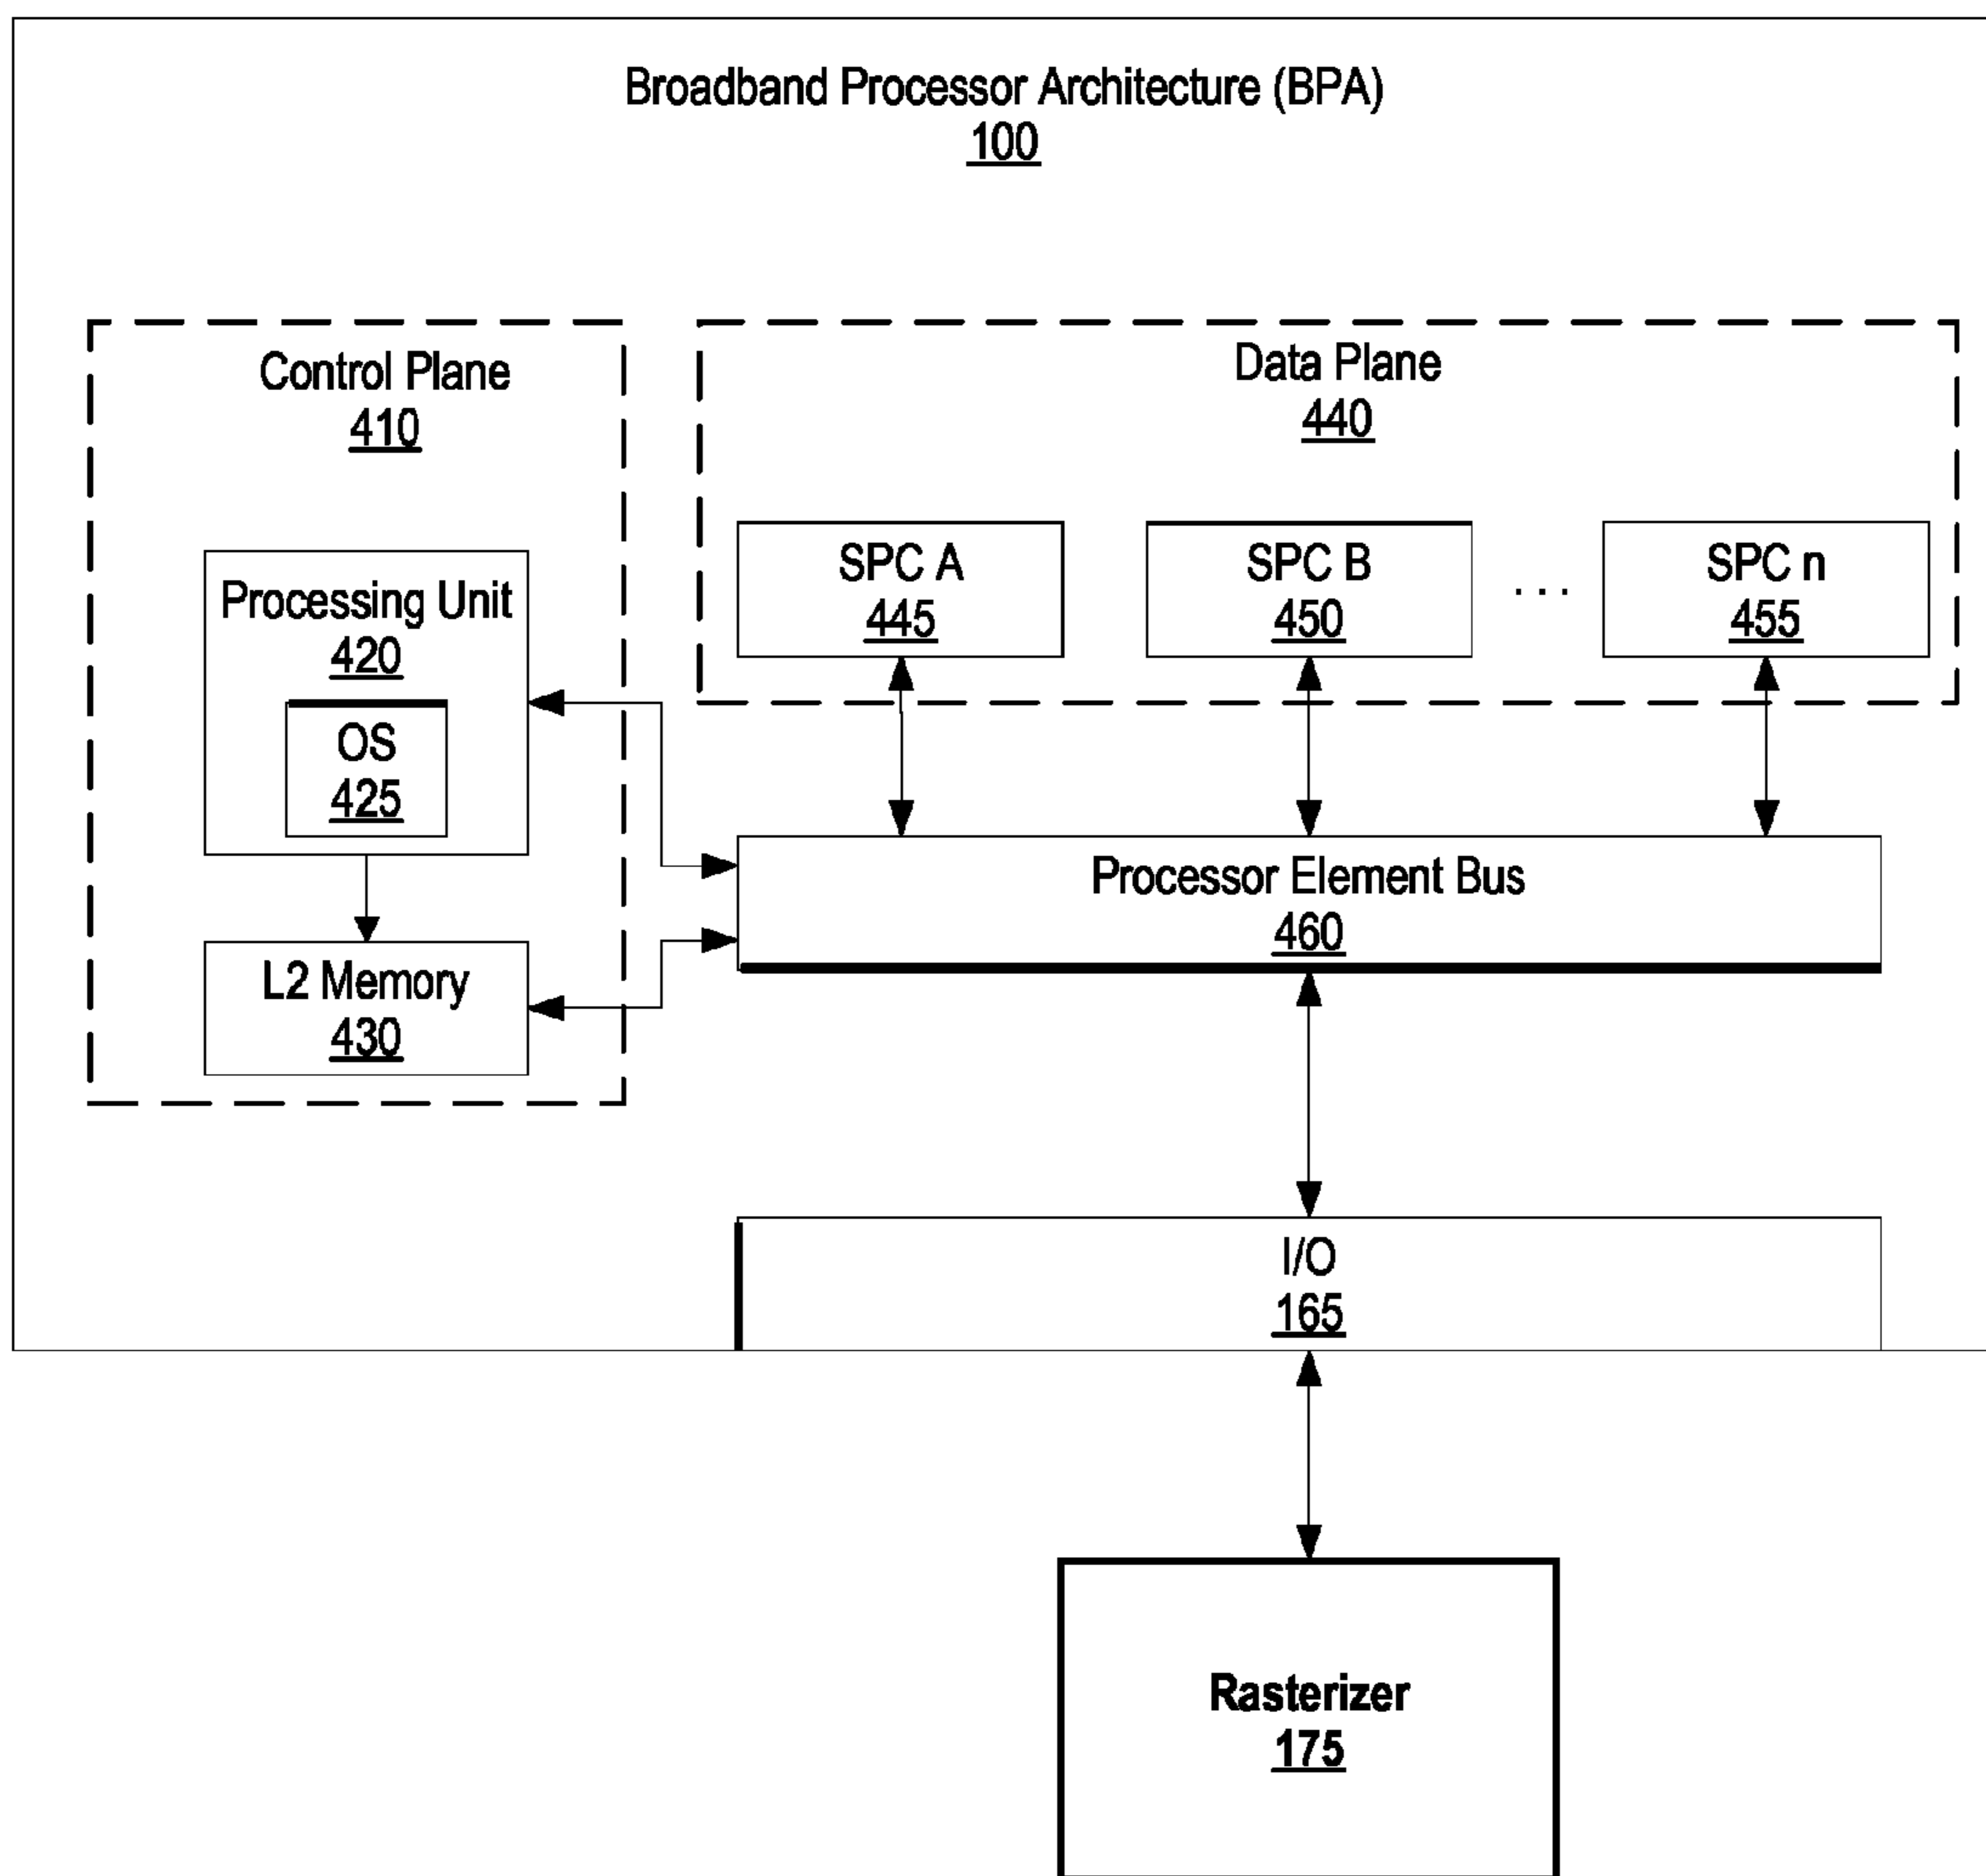 Broadband Processor Architecture (BPA)
100
Control Plane
410
Processing Unit
420
OS
425
L2 Memory
430
Data Plane
440
SPC A
445
SPC B
450
. . .
SPC n
455
Processor Element Bus
460
I/O
165
Rasterizer
175